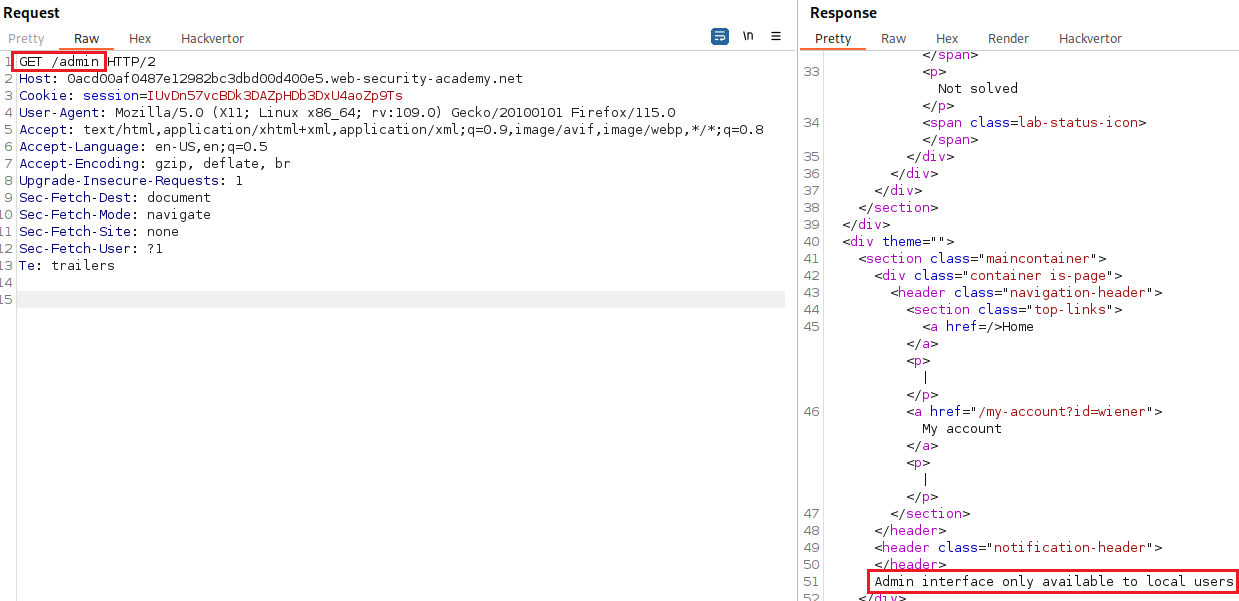 Request
Pretty Raw Hex Hackvertor
\n
1 GET /admin HTTP/2
2 Host: 0acd00af0487e12982bc3dbd00d400e5.web-security-academy.net
3 Cookie: session=IUvDn57vcBDk3DAZpHDb3DxU4aoZp9Ts
4 User-Agent: Mozilla/5.0 (X11; Linux x86_64; rv:109.0) Gecko/20100101 Firefox/115.0
5 Accept: text/html,application/xhtml+xml,application/xml;q=0.9,image/avif,image/webp,*/*;q=0.8
6 Accept-Language: en-US,en;q=0.5
7 Accept-Encoding: gzip, deflate, br
8 Upgrade-Insecure-Requests: 1
9 Sec-Fetch-Dest: document
10 Sec-Fetch-Mode: navigate
11 Sec-Fetch-Site: none
12 Sec-Fetch-User: ?1
13 Te: trailers
14
15
Response
Pretty Raw Hex Render Hackvertor
</span>
33 <p>
Not solved
</p>
34 <span class=lab-status-icon>
</span>
35 </div>
36 </div>
37 </div>
38 </section>
39 </div>
40 <div theme="">
41 <section class="maincontainer">
42 <div class="container is-page">
43 <header class="navigation-header">
44 <section class="top-links">
45 <a href=/>Home
</a>
<p>
|
</p>
46 <a href="/my-account?id=wiener">
My account
</a>
<p>
|
</p>
47 </section>
48 </header>
49 <header class="notification-header">
50 </header>
51 Admin interface only available to local users
52 </div>